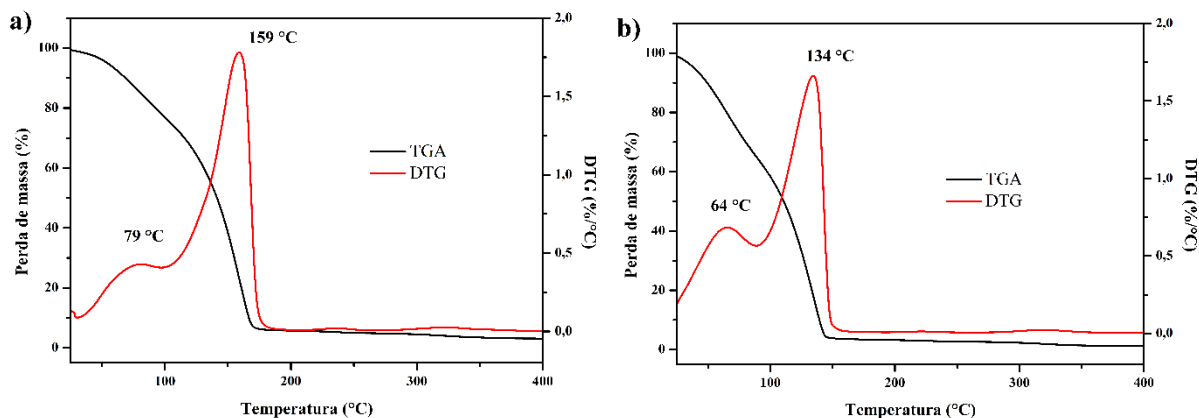 a)
159 °C
79 °C
TGA
DTG
Perda de massa (%)
100
80
60
40
20
0
DTG (%/°C)
2,0
1,5
1,0
0,5
0,0
100
200
300
400
Temperatura (°C)
b)
134 °C
64 °C
TGA
DTG
Perda de massa (%)
100
80
60
40
20
0
DTG (%/°C)
2,0
1,5
1,0
0,5
0,0
100
200
300
400
Temperatura (°C)